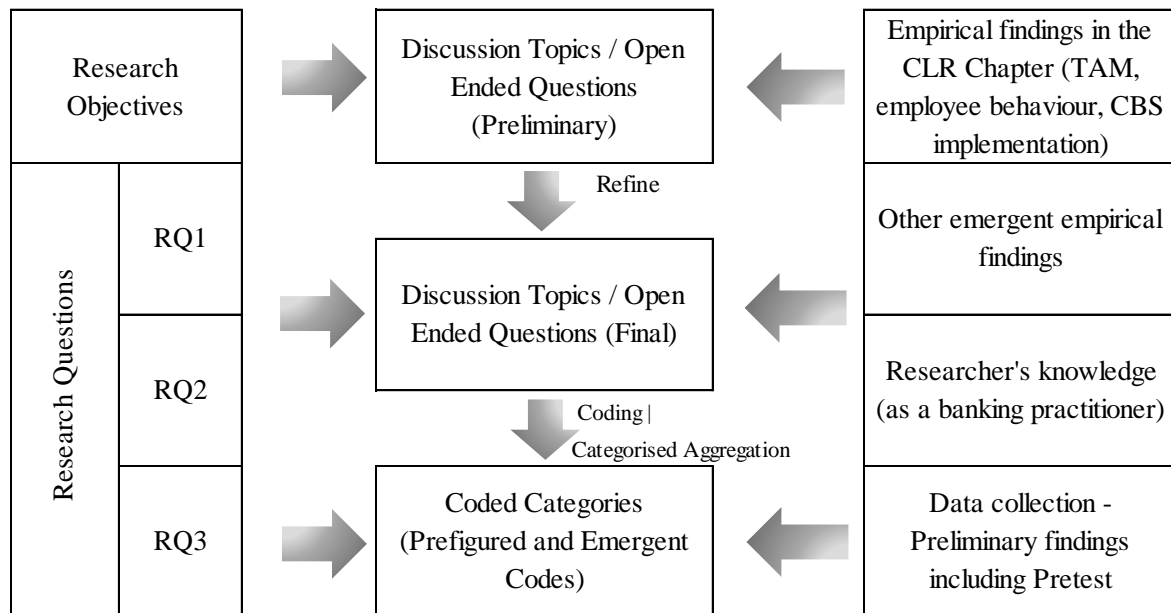 Research
Objectives
Research Questions
RQ1
RQ2
RQ3
Discussion Topics / Open
Ended Questions
(Preliminary)
Refine
Discussion Topics / Open
Ended Questions (Final)
Coding |
Categorised Aggregation
Coded Categories
(Prefigured and Emergent
Codes)
Empirical findings in the
CLR Chapter (TAM,
employee behaviour, CBS
implementation)
Other emergent empirical
findings
Researcher's knowledge
(as a banking practitioner)
Data collection -
Preliminary findings
including Pretest